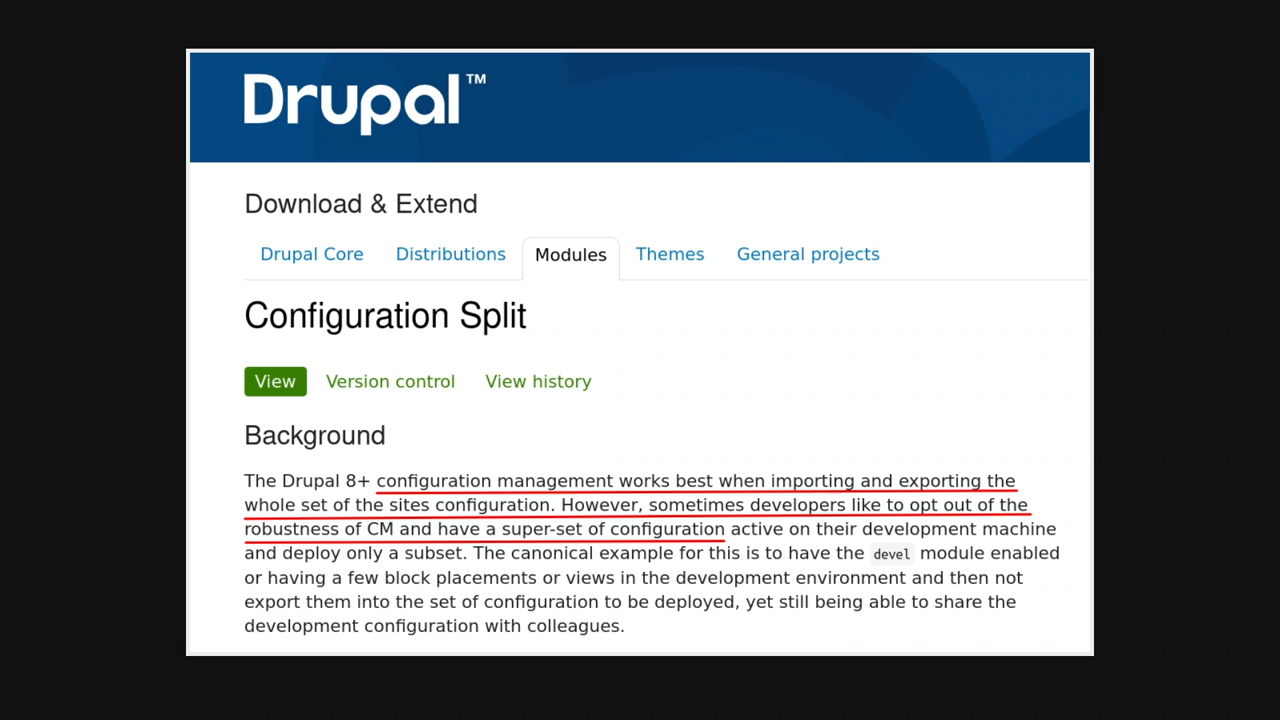 Drupal™
Download & Extend
Drupal Core Distributions Modules Themes General projects
Configuration Split
View Version control View history
Background
The Drupal 8+ configuration management works best when importing and exporting the
whole set of the sites configuration. However, sometimes developers like to opt out of the
robustness of CM and have a super-set of configuration active on their development machine
and deploy only a subset. The canonical example for this is to have the devel module enabled
or having a few block placements or views in the development environment and then not
export them into the set of configuration to be deployed, yet still being able to share the
development configuration with colleagues.